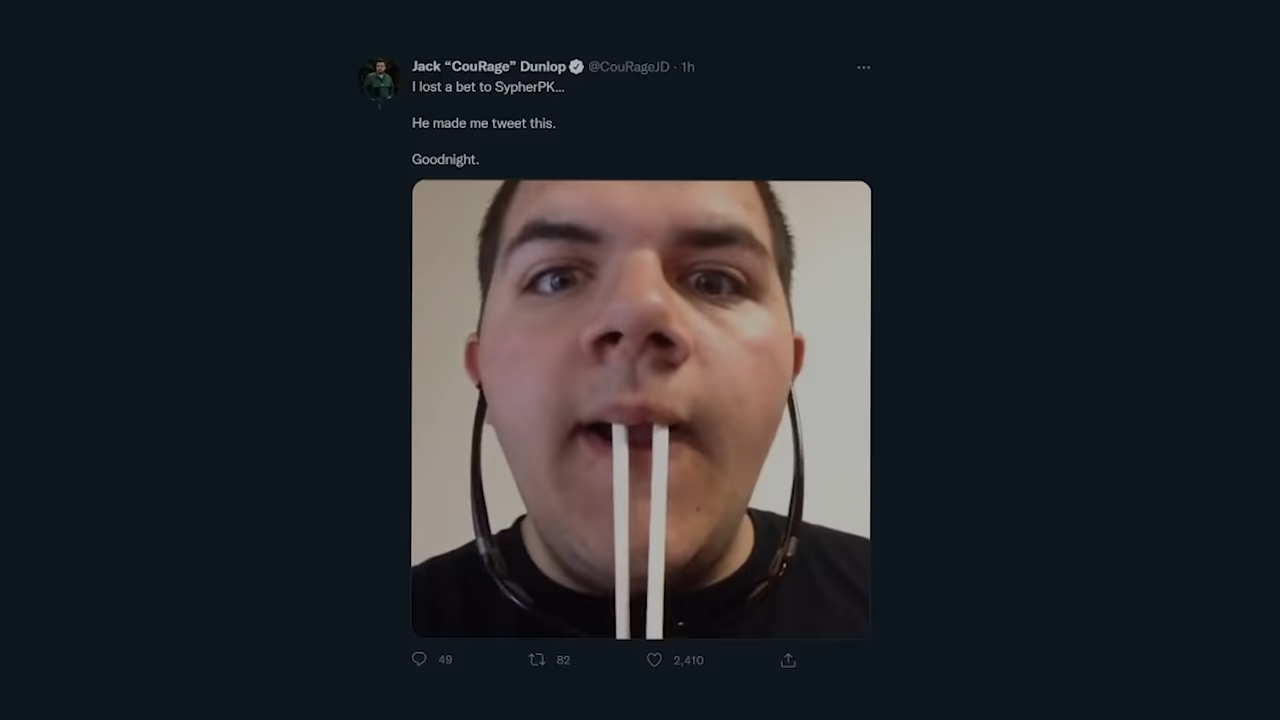 Jack “CouRage” Dunlop @CouRageJD · 1h
I lost a bet to SypherPK...
He made me tweet this.
Goodnight.
49 82 2,410